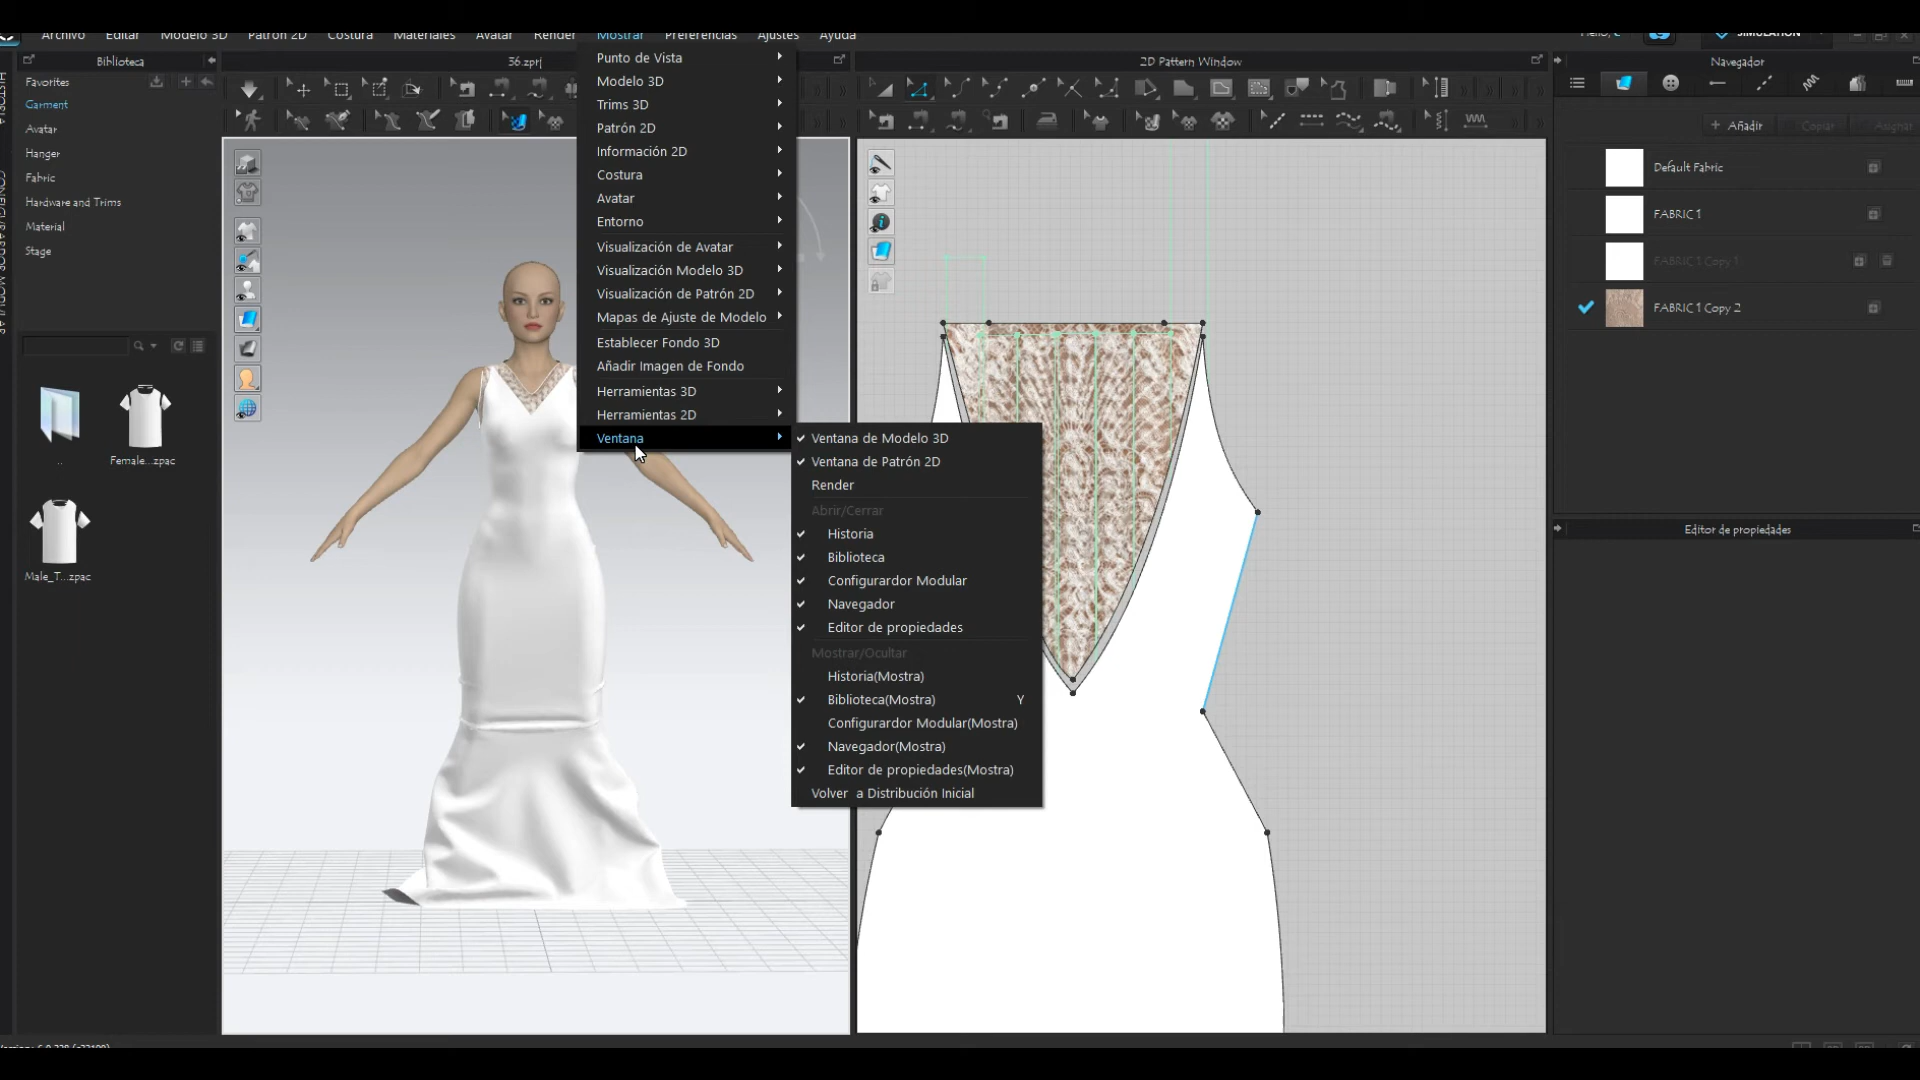 Archivo Editar Modelo 3D Patrón 2D Costura Materiales Avatar Render Mostrar Preferencias Ajustes Ayuda
SIMULATION
Biblioteca
36.zprj
2D Pattern Window
Navegador
Favorites
Garment
Avatar
Hanger
Fabric
Hardware and Trims
Material
Stage
..
Female...zpac
Male_T...zpac
Punto de Vista
Modelo 3D
Trims 3D
Patrón 2D
Información 2D
Costura
Avatar
Entorno
Visualización de Avatar
Visualización Modelo 3D
Visualización de Patrón 2D
Mapas de Ajuste de Modelo
Establecer Fondo 3D
Añadir Imagen de Fondo
Herramientas 3D
Herramientas 2D
Ventana
Ventana de Modelo 3D
Ventana de Patrón 2D
Render
Abrir/Cerrar
Historia
Biblioteca
Configurardor Modular
Navegador
Editor de propiedades
Mostrar/Ocultar
Historia(Mostra)
Biblioteca(Mostra) Y
Configurardor Modular(Mostra)
Navegador(Mostra)
Editor de propiedades(Mostra)
Volver a Distribución Inicial
+ Añadir Copiar Asignar
Default Fabric
FABRIC 1
FABRIC 1 Copy 1
FABRIC 1 Copy 2
Editor de propiedades